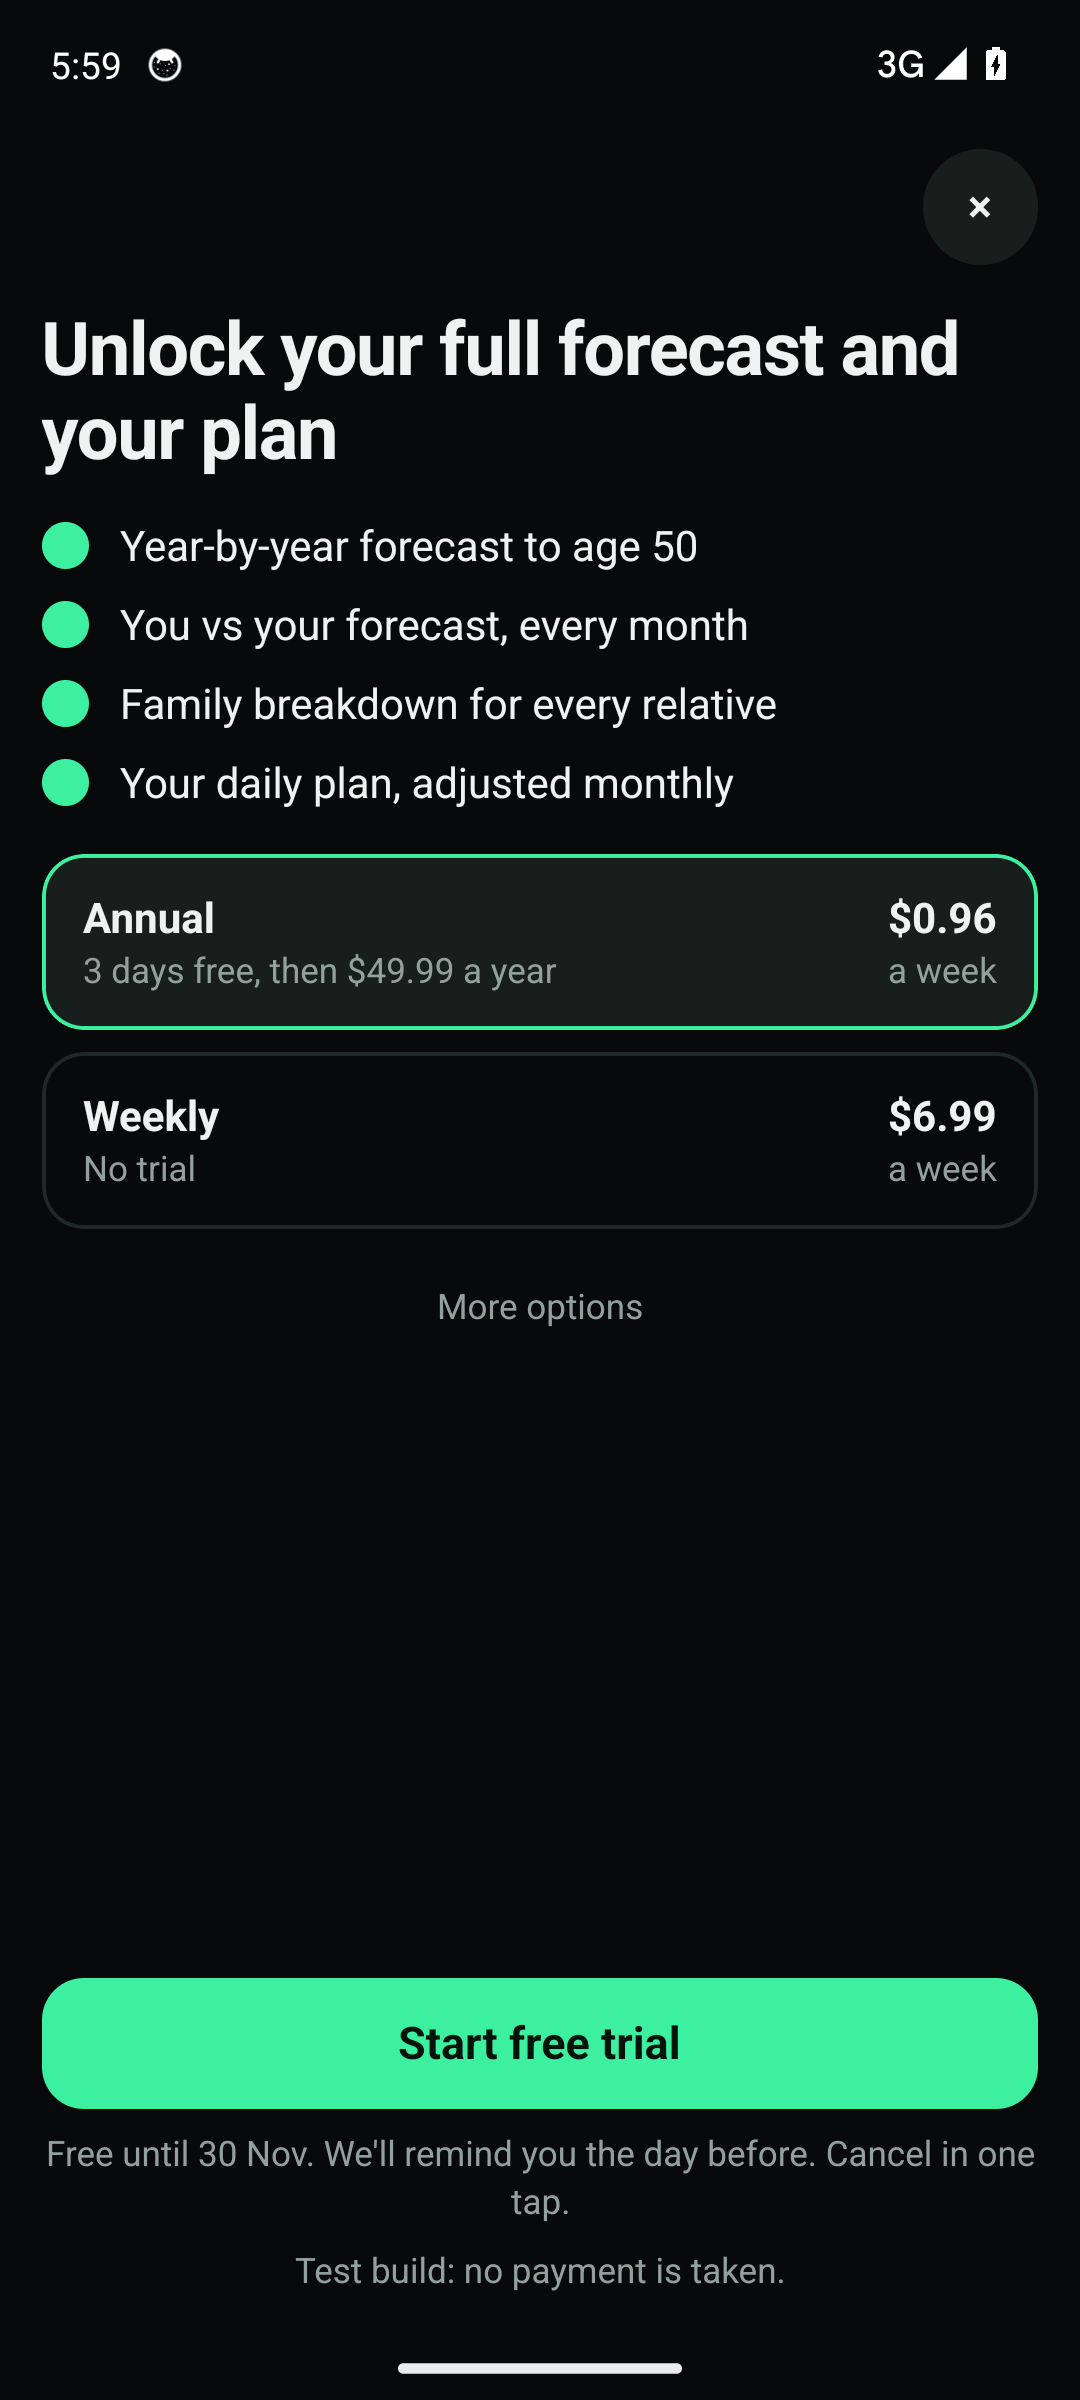 5:59
3G
×
Unlock your full forecast and
your plan
Year-by-year forecast to age 50
You vs your forecast, every month
Family breakdown for every relative
Your daily plan, adjusted monthly
Annual
$0.96
3 days free, then $49.99 a year
a week
Weekly
$6.99
No trial
a week
More options
Start free trial
Free until 30 Nov. We'll remind you the day before. Cancel in one
tap.
Test build: no payment is taken.